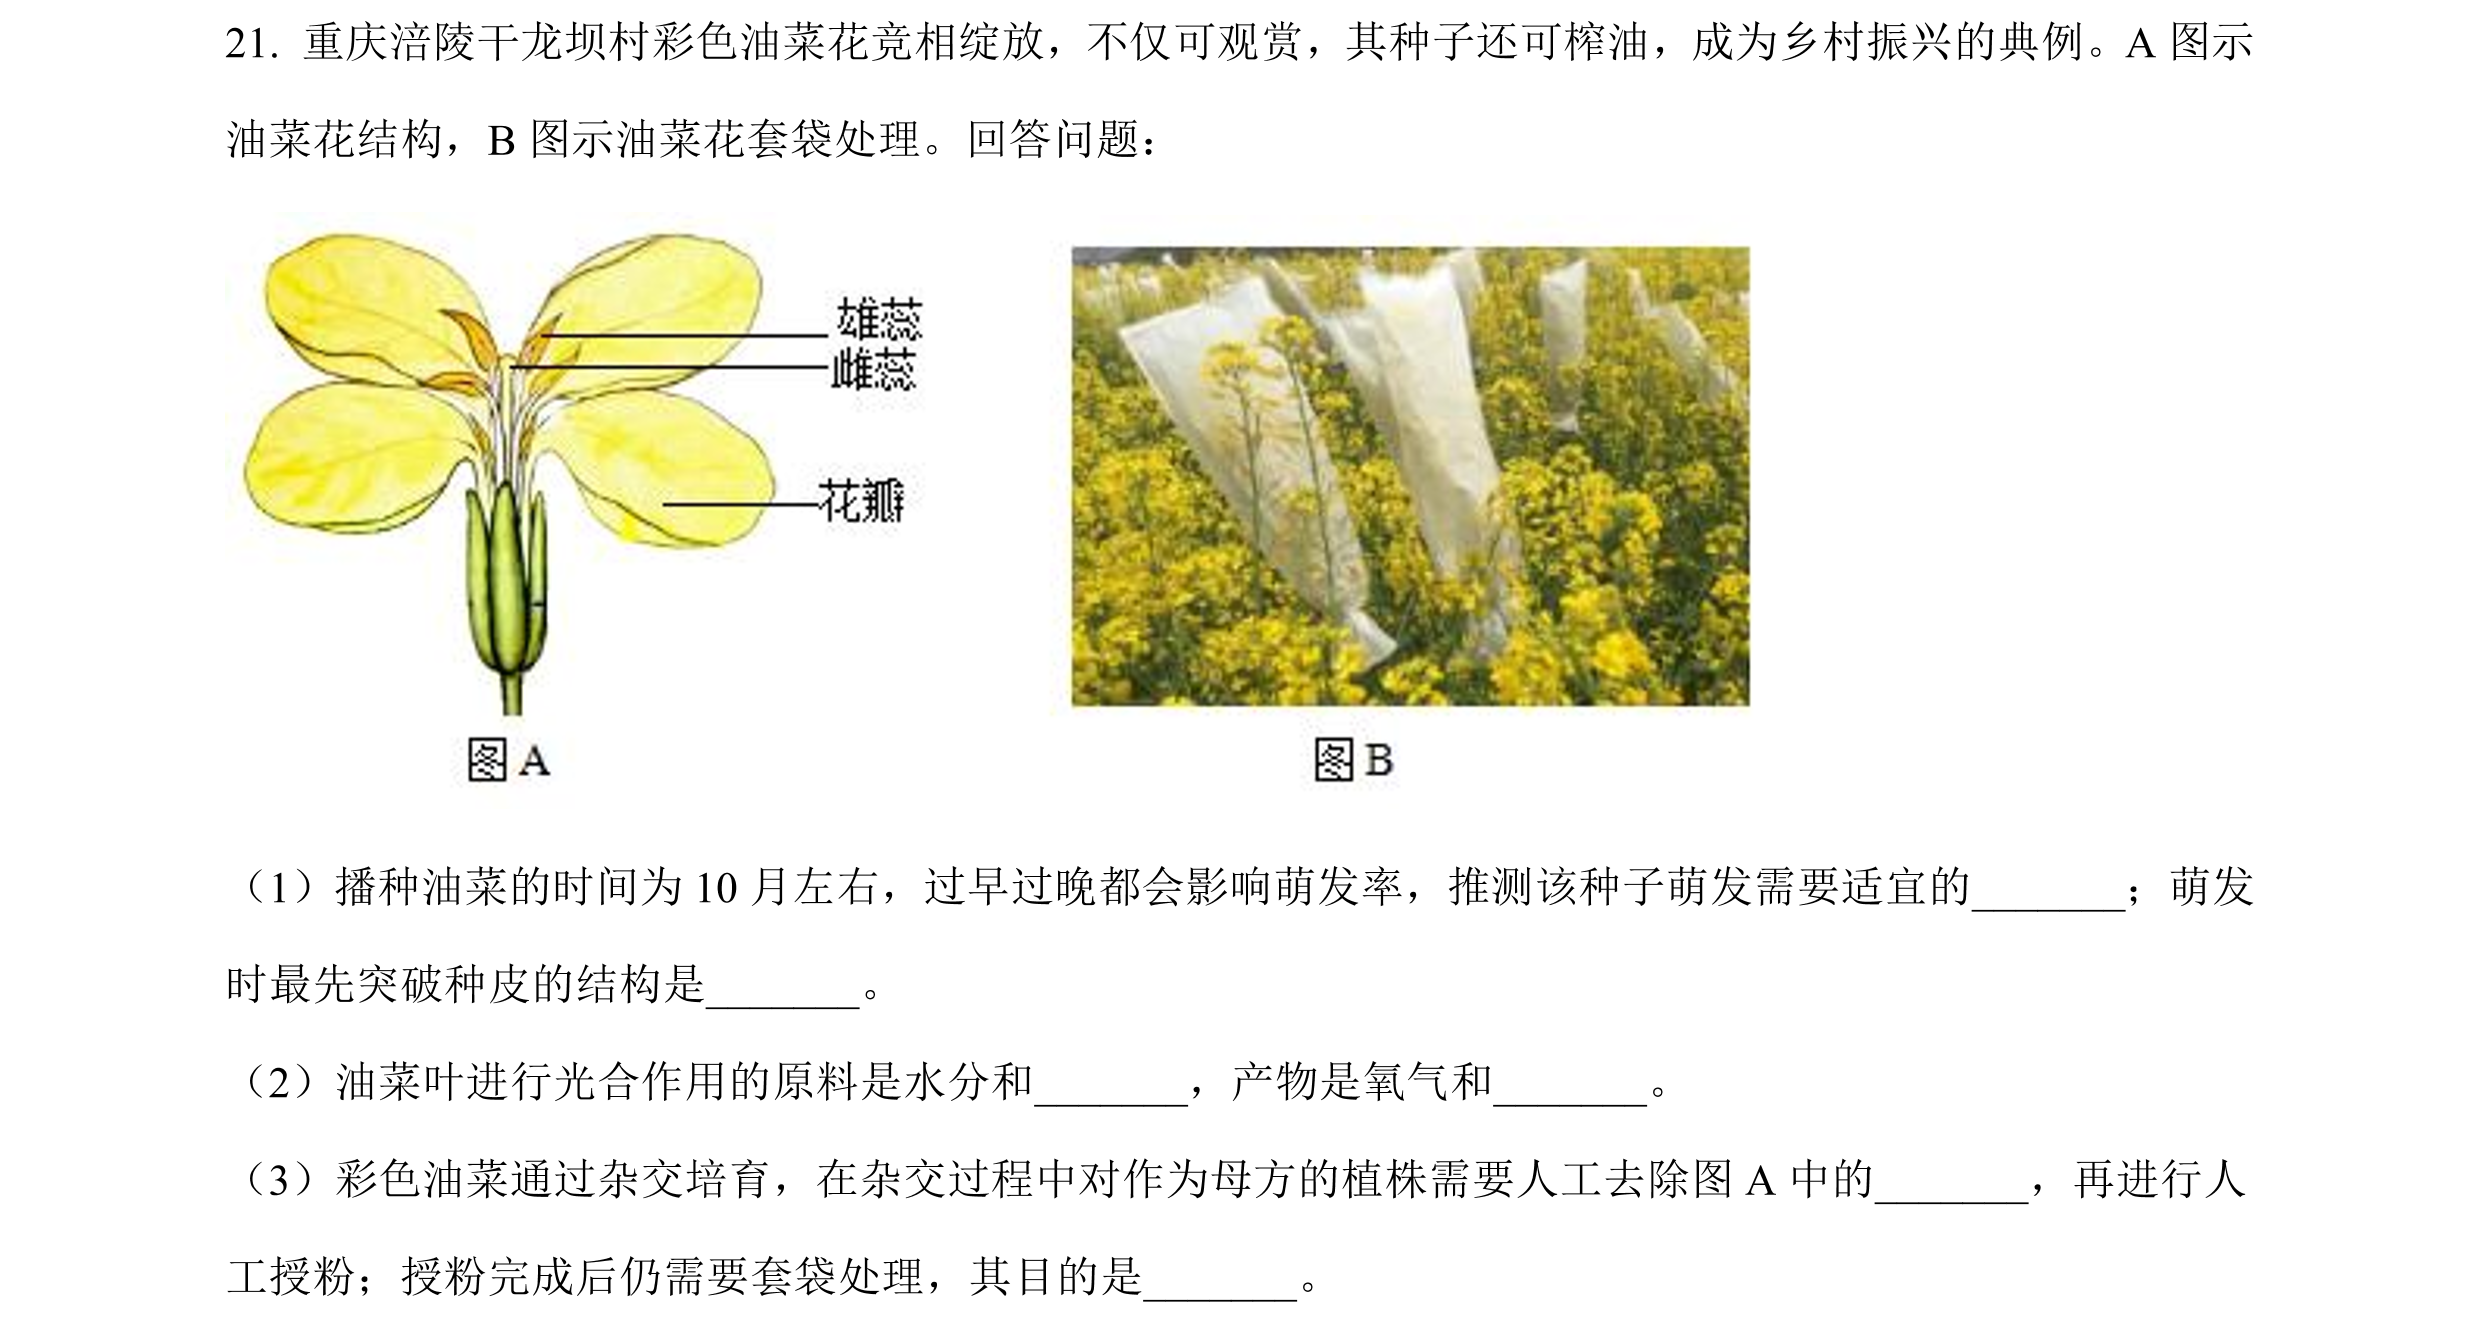 21. 重庆涪陵干龙坝村彩色油菜花竞相绽放，不仅可观赏，其种子还可榨油，成为乡村振兴的典例。A 图示
油菜花结构，B 图示油菜花套袋处理。回答问题：
雄蕊
雌蕊
花瓣
图 A
图 B
（1）播种油菜的时间为 10 月左右，过早过晚都会影响萌发率，推测该种子萌发需要适宜的_______；萌发
时最先突破种皮的结构是_______。
（2）油菜叶进行光合作用的原料是水分和_______，产物是氧气和_______。
（3）彩色油菜通过杂交培育，在杂交过程中对作为母方的植株需要人工去除图 A 中的_______，再进行人
工授粉；授粉完成后仍需要套袋处理，其目的是_______。